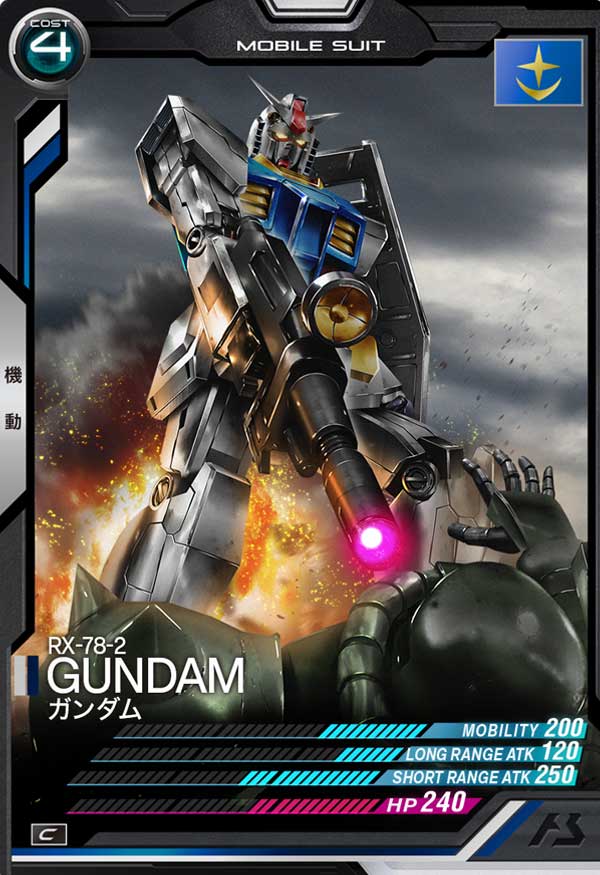 COST
4
MOBILE SUIT
機動
RX-78-2
GUNDAM
ガンダム
MOBILITY 200
LONG RANGE ATK 120
SHORT RANGE ATK 250
HP 240
C